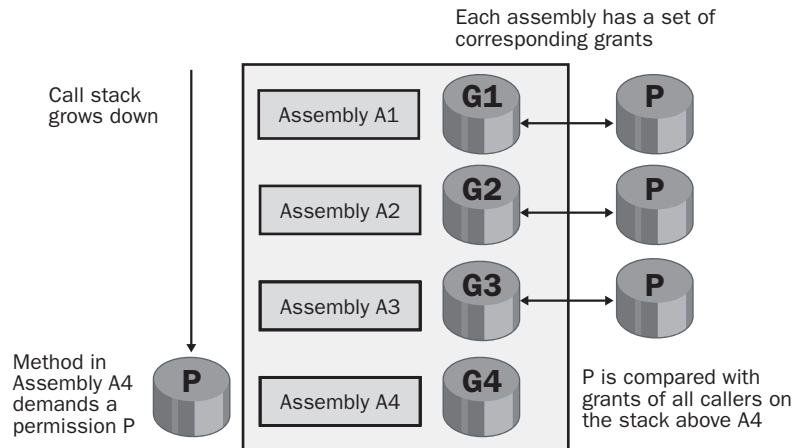 Each assembly has a set of
corresponding grants
Call stack
grows down
Assembly A1
G1
P
Assembly A2
G2
P
Assembly A3
G3
P
Method in
Assembly A4
demands a
permission P
P
Assembly A4
G4
P is compared with
grants of all callers on
the stack above A4